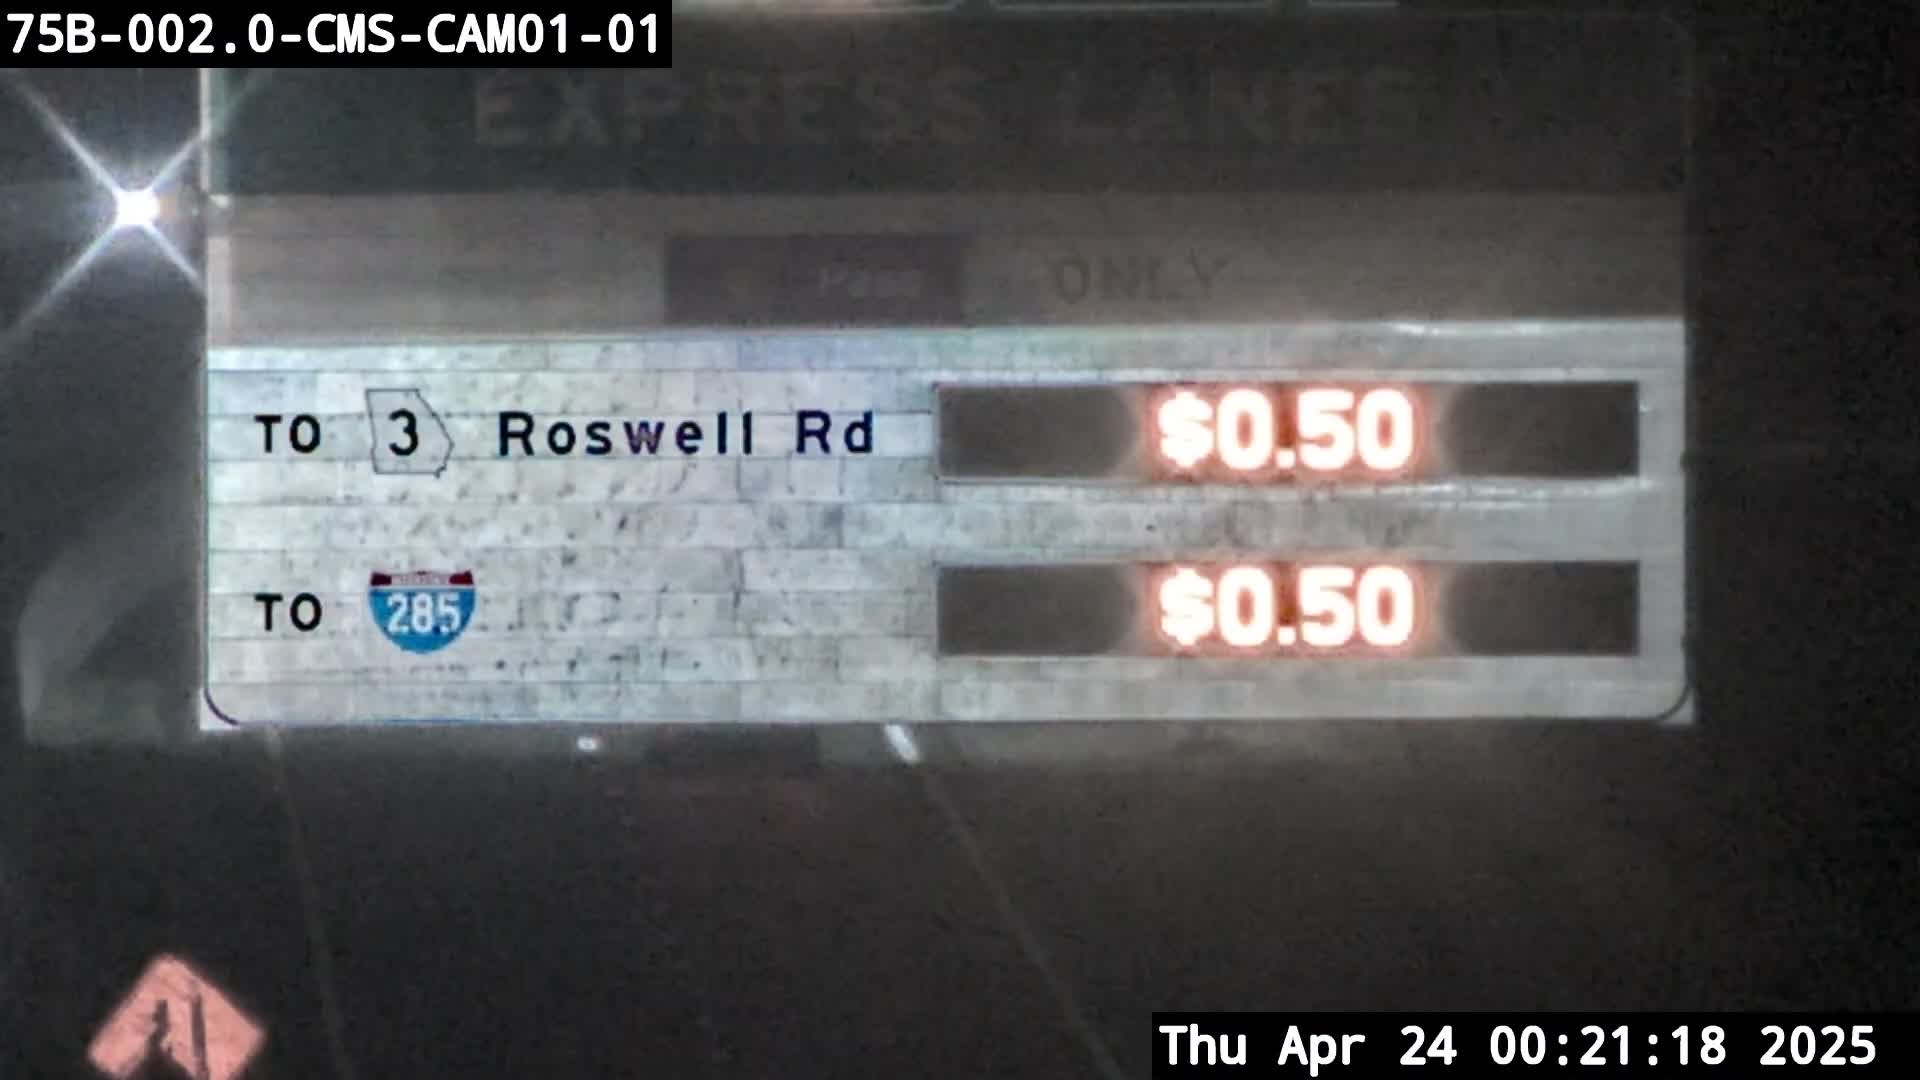 75B-002.0-CMS-CAM01-01
EXPRESS LANES
Pass ONLY
TO 3 Roswell Rd $0.50
TO 285 $0.50
Thu Apr 24 00:21:18 2025